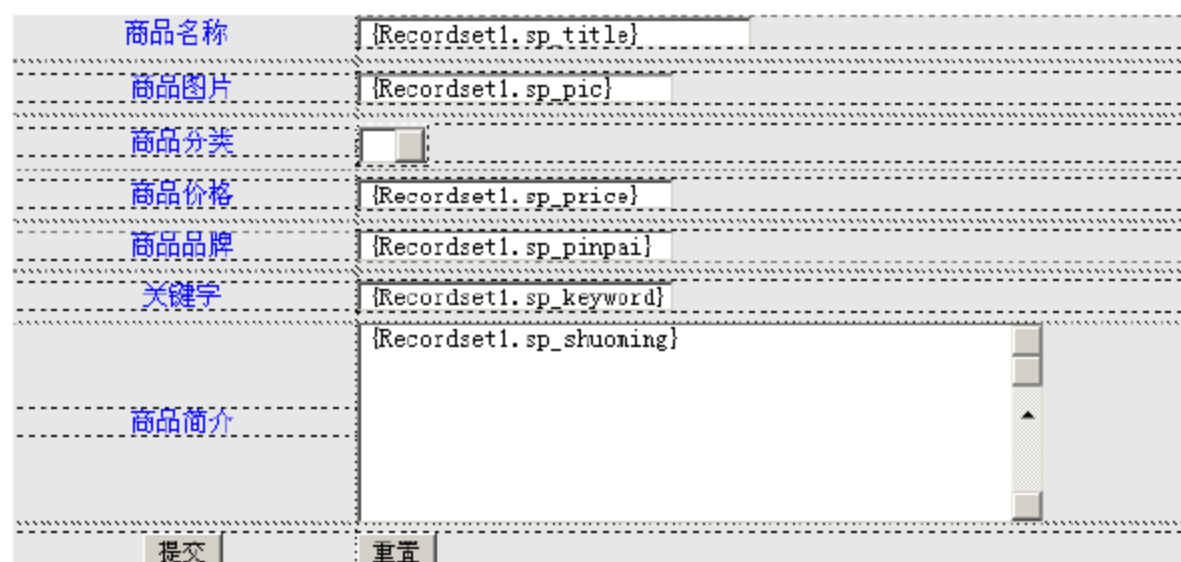 商品名称 {Recordset1.sp_title}
商品图片 {Recordset1.sp_pic}
商品分类
商品价格 {Recordset1.sp_price}
商品品牌 {Recordset1.sp_pinpai}
关键字 {Recordset1.sp_keyword}
{Recordset1.sp_shuoming}
商品简介
提交 重置